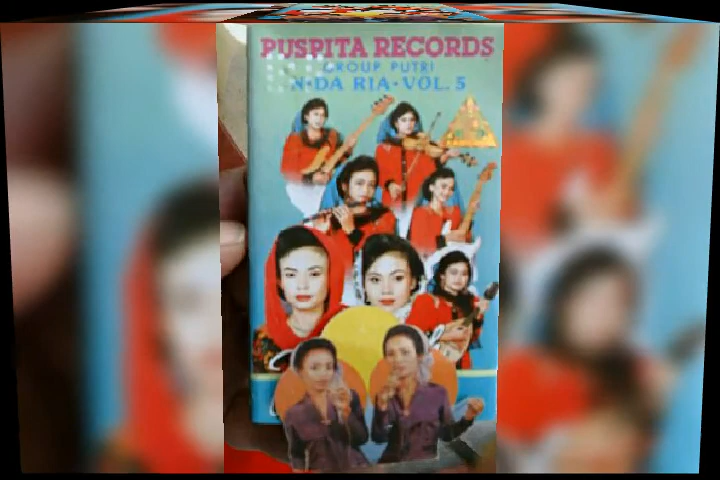 PUSPITA RECORDS
GROUP PUTRI
DA RIA·VOL. 5